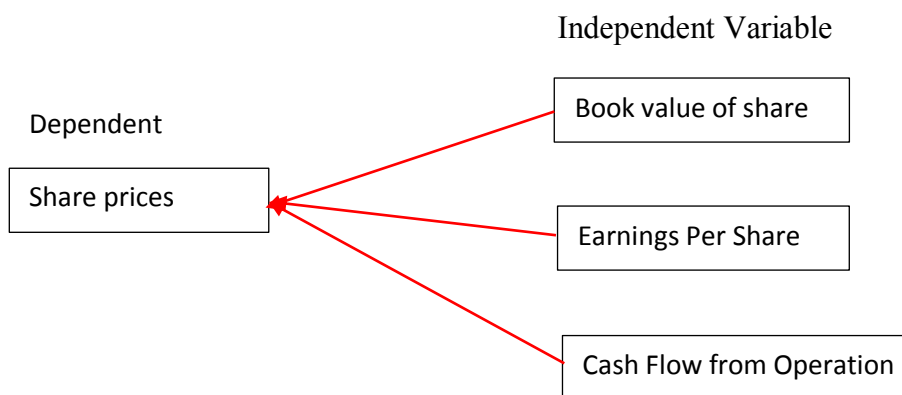 Independent Variable
Book value of share
Dependent
Share prices
Earnings Per Share
Cash Flow from Operation